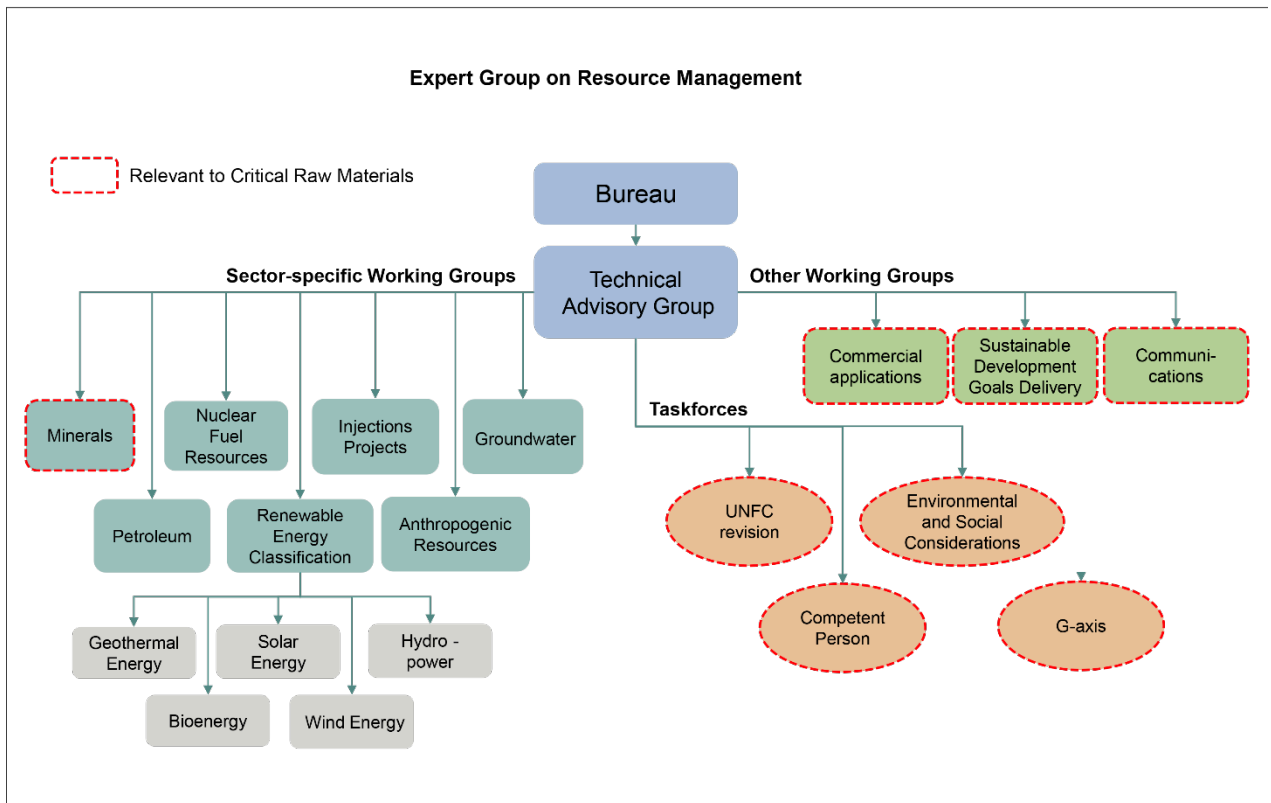 Expert Group on Resource Management
Relevant to Critical Raw Materials
Bureau
Technical
Advisory Group
Sector-specific Working Groups
Other Working Groups
Commercial
applications
Sustainable
Development
Goals Delivery
Communi-
cations
Taskforces
Minerals
Nuclear
Fuel
Resources
Injections
Projects
Groundwater
Petroleum
Renewable
Energy
Classification
Anthropogenic
Resources
UNFC
revision
Environmental
and Social
Considerations
Competent
Person
G-axis
Geothermal
Energy
Solar
Energy
Hydro -
power
Bioenergy
Wind Energy